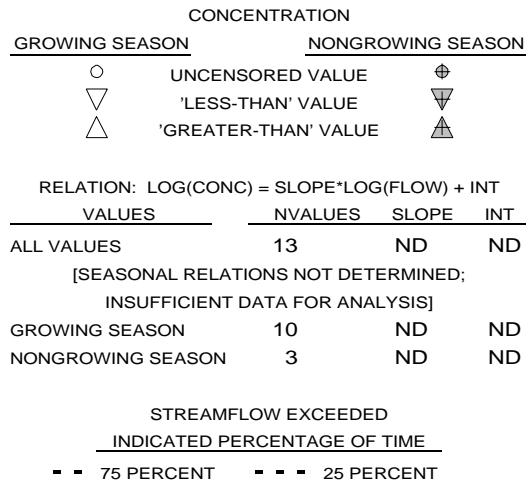 CONCENTRATION
GROWING SEASON NONGROWING SEASON
UNCENSORED VALUE
'LESS-THAN' VALUE
'GREATER-THAN' VALUE
RELATION: LOG(CONC) = SLOPE*LOG(FLOW) + INT
VALUES NVALUES SLOPE INT
ALL VALUES 13 ND ND
[SEASONAL RELATIONS NOT DETERMINED;
INSUFFICIENT DATA FOR ANALYSIS]
GROWING SEASON 10 ND ND
NONGROWING SEASON 3 ND ND
STREAMFLOW EXCEEDED
INDICATED PERCENTAGE OF TIME
75 PERCENT 25 PERCENT